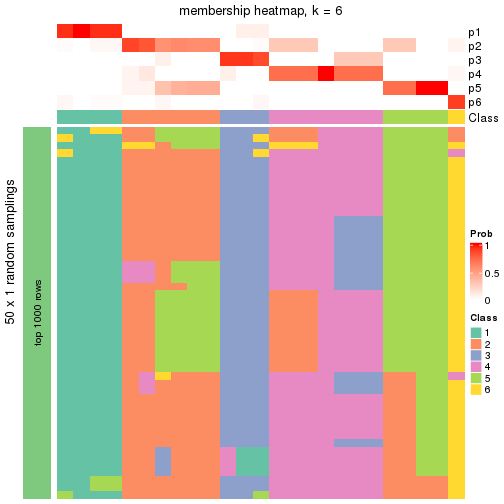 membership heatmap, k = 6
p1
p2
p3
p4
p5
p6
Class
50 x 1 random samplings
top 1000 rows
Prob
1
0.5
0
Class
1
2
3
4
5
6